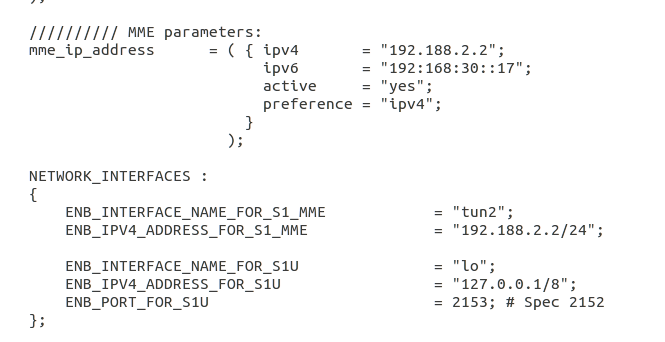 ////////// MME parameters:
mme_ip_address      = ( { ipv4       = "192.188.2.2";
                          ipv6       = "192:168:30::17";
                          active     = "yes";
                          preference = "ipv4";
                        }
                      );
NETWORK_INTERFACES :
{
    ENB_INTERFACE_NAME_FOR_S1_MME            = "tun2";
    ENB_IPV4_ADDRESS_FOR_S1_MME              = "192.188.2.2/24";
    ENB_INTERFACE_NAME_FOR_S1U               = "lo";
    ENB_IPV4_ADDRESS_FOR_S1U                 = "127.0.0.1/8";
    ENB_PORT_FOR_S1U                         = 2153; # Spec 2152
};